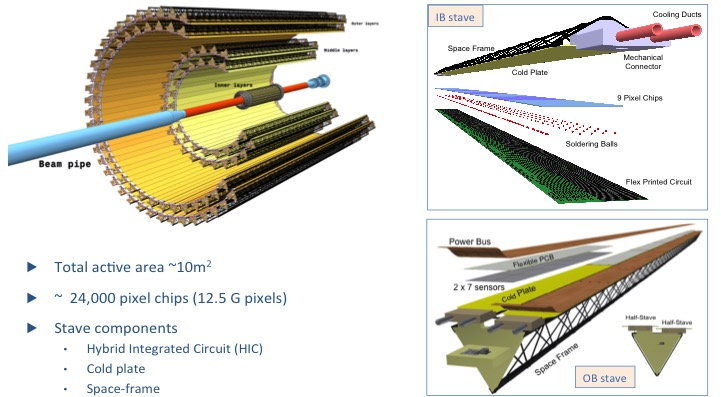 Outer layers
Middle layers
Inner layers
Beam pipe
Total active area ~10m²
~ 24,000 pixel chips (12.5 G pixels)
Stave components
Hybrid Integrated Circuit (HIC)
Cold plate
Space-frame
IB stave
Cooling Ducts
Space Frame
Mechanical
Connector
Cold Plate
9 Pixel Chips
Soldering Balls
Flex Printed Circuit
Power Bus
Flexible PCB
2 x 7 sensors
Cold Plate
Half-Stave
Half-Stave
Space Frame
OB stave